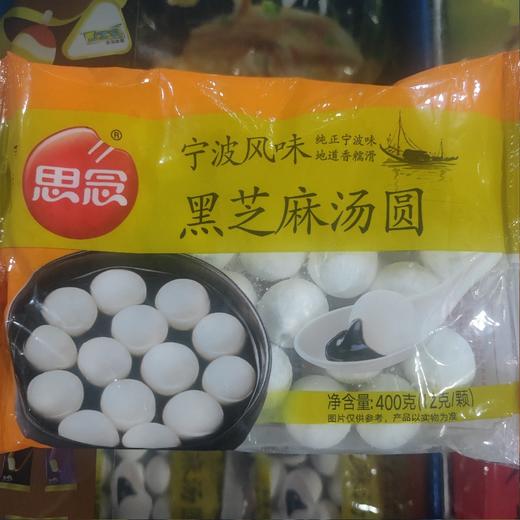 思念®
宁波风味
纯正宁波味
地道香糯滑
黑芝麻汤圆
净含量:400克(12克/颗)
图片仅供参考，产品以实物为准